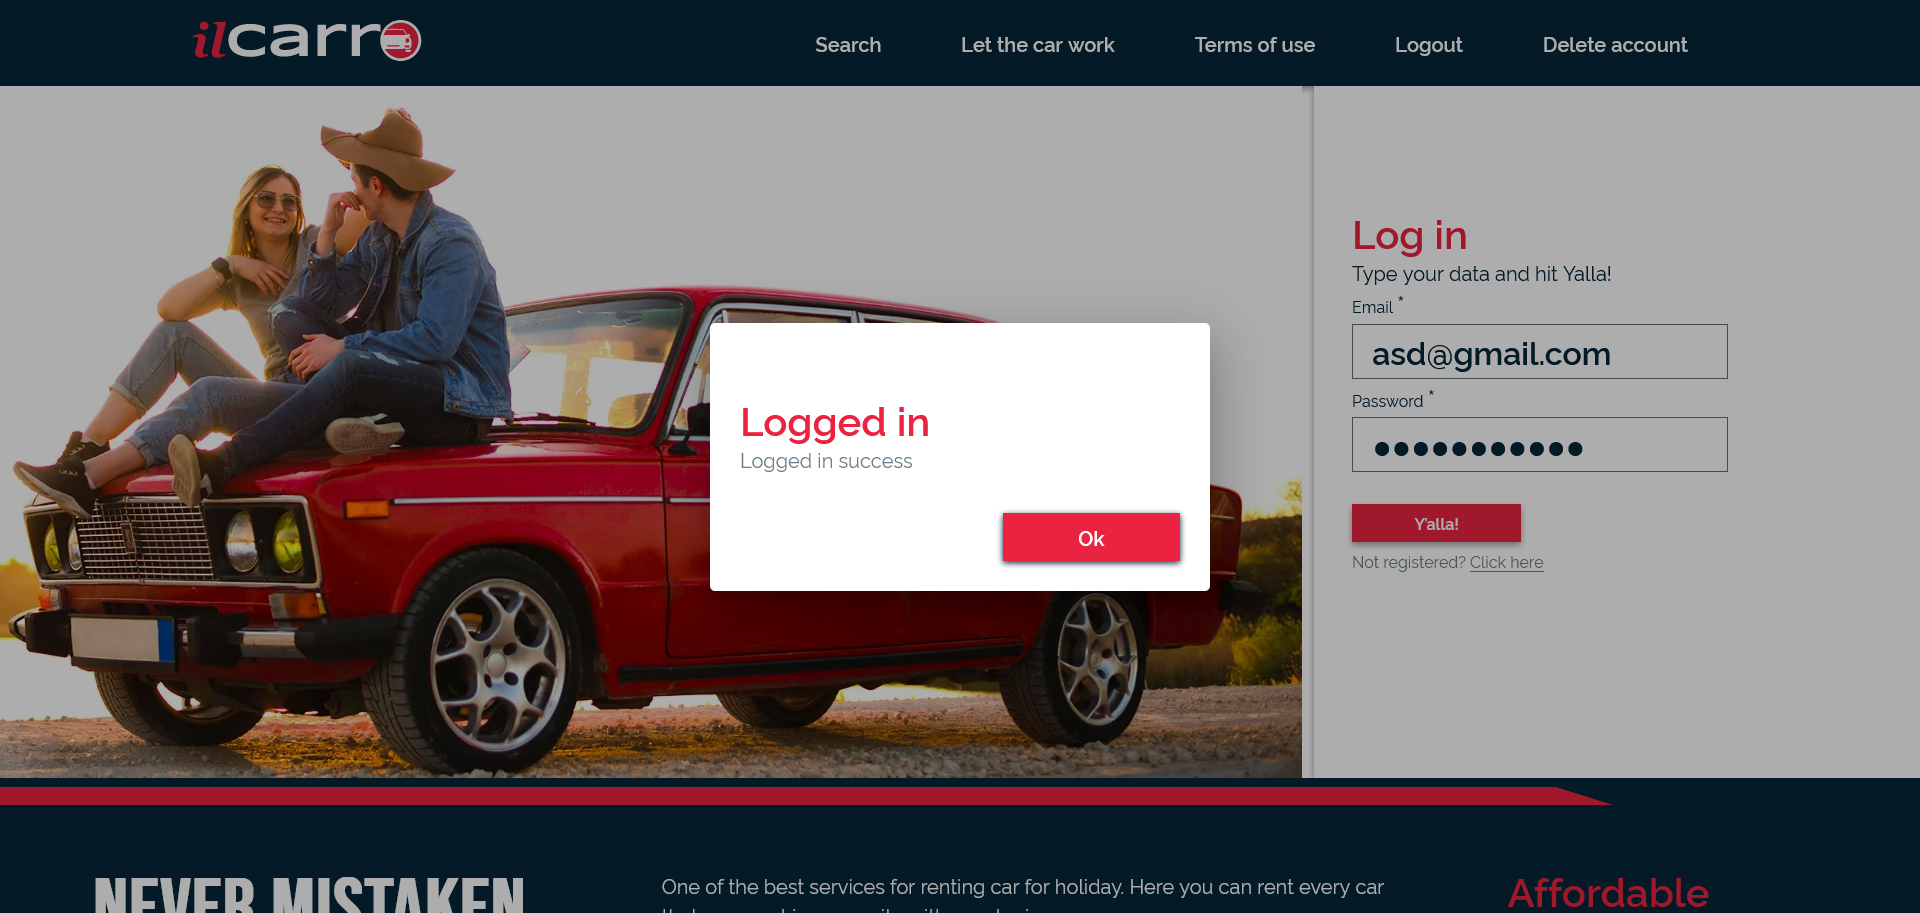 ilcarro
Search
Let the car work
Terms of use
Logout
Delete account
Log in
Type your data and hit Yalla!
Email *
asd@gmail.com
Password *
Y'alla!
Not registered? Click here
Logged in
Logged in success
Ok
NEVER MISTAKEN
One of the best services for renting car for holiday. Here you can rent every car
Affordable